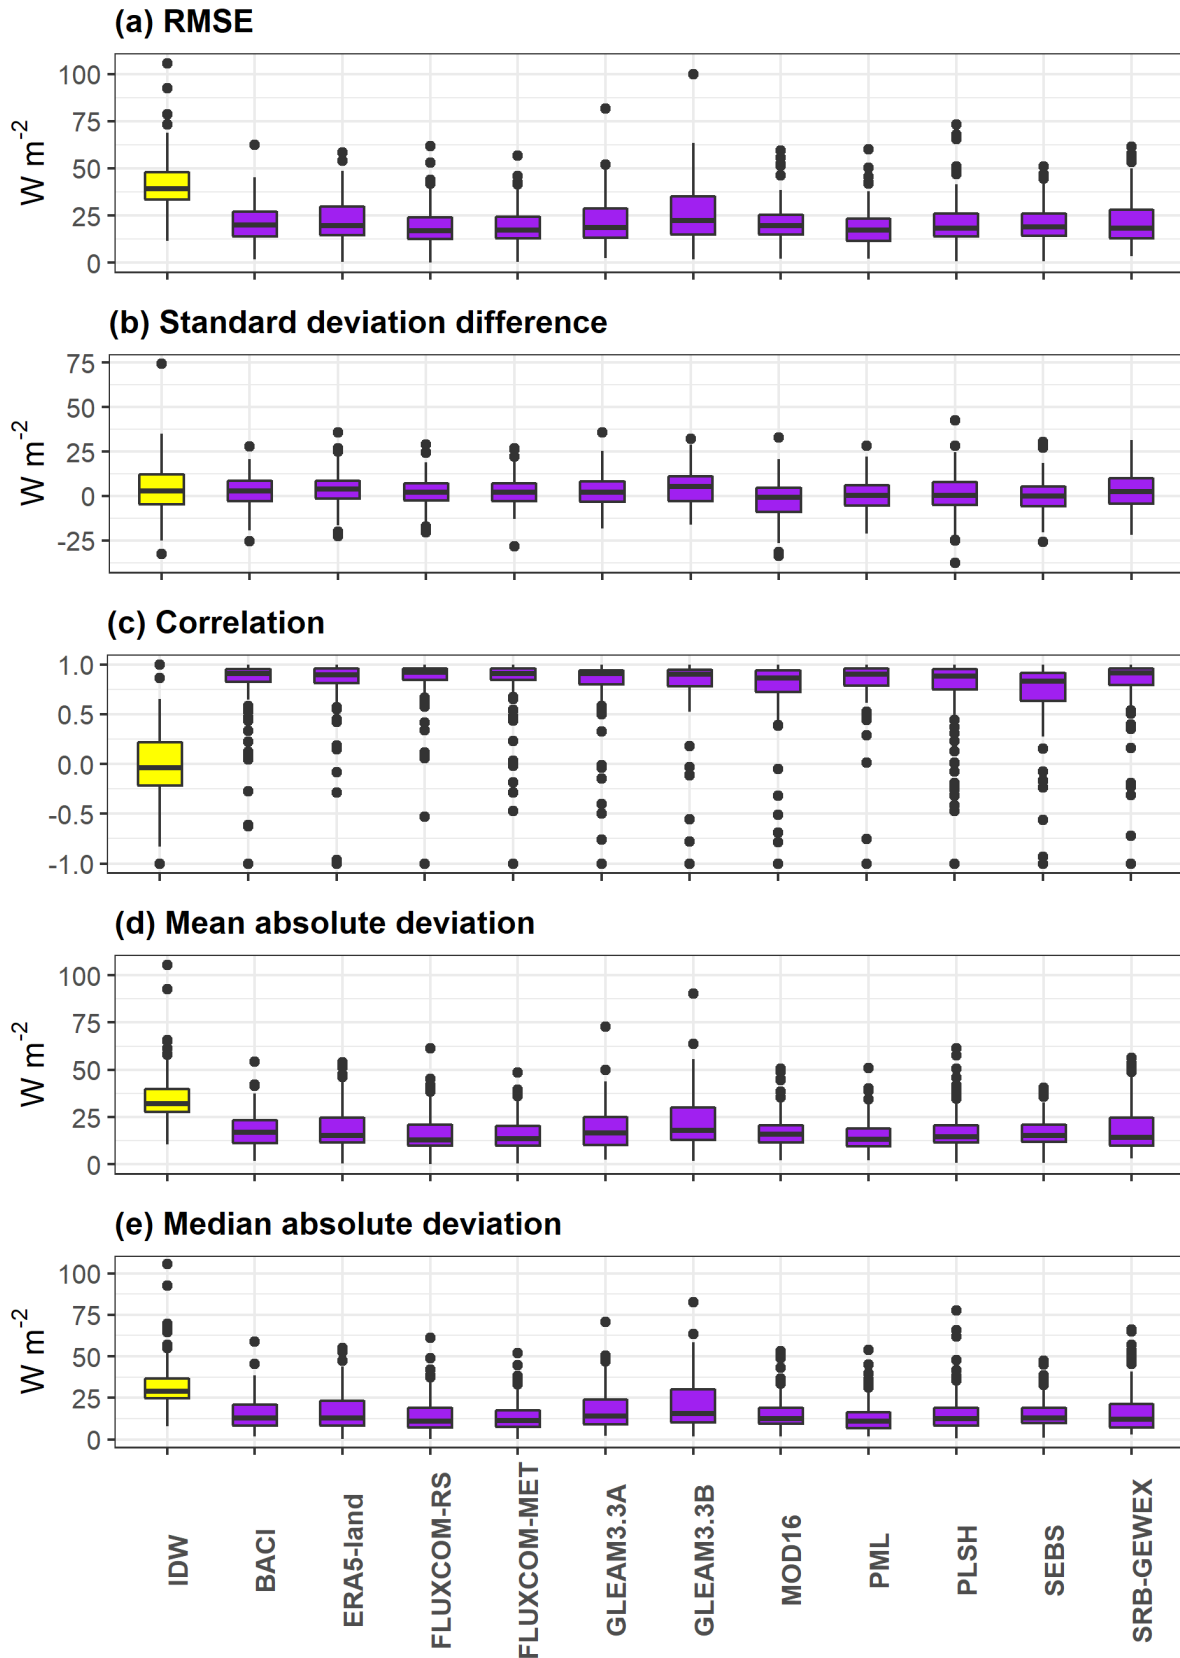 (a) RMSE
W m-2
100
75
50
25
0
(b) Standard deviation difference
W m-2
75
50
25
0
-25
(c) Correlation
1.0
0.5
0.0
-0.5
-1.0
(d) Mean absolute deviation
W m-2
100
75
50
25
0
(e) Median absolute deviation
W m-2
100
75
50
25
0
IDW
BACI
ERA5-land
FLUXCOM-RS
FLUXCOM-MET
GLEAM3.3A
GLEAM3.3B
MOD16
PML
PLSH
SEBS
SRB-GEWEX